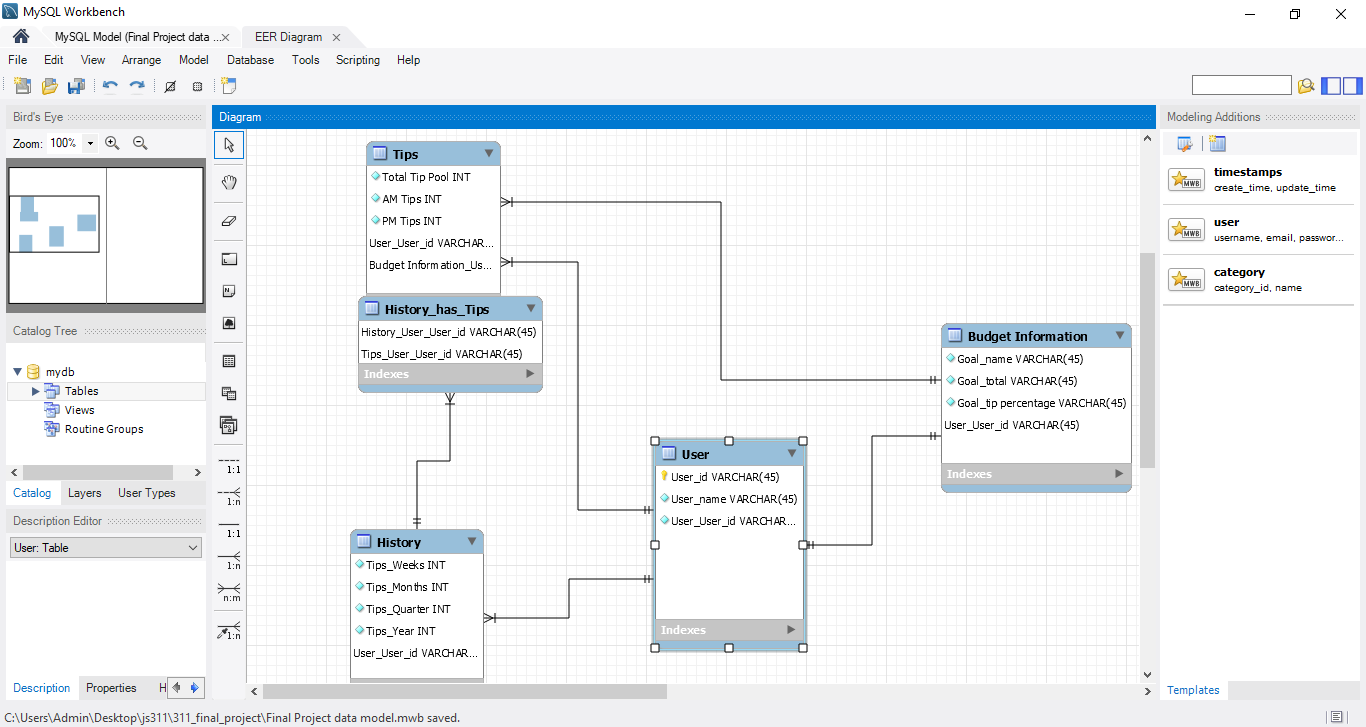 MySQL Workbench
MySQL Model (Final Project data ...
EER Diagram
File Edit View Arrange Model Database Tools Scripting Help
Bird's Eye
Zoom: 100%
Catalog Tree
mydb
Tables
Views
Routine Groups
Catalog Layers User Types
Description Editor
User: Table
Description Properties H
Diagram
1:1
1:n
1:1
1:n
n:m
1:n
Tips
Total Tip Pool INT
AM Tips INT
PM Tips INT
User_User_id VARCHAR...
Budget Information_Us...
History_has_Tips
History_User_User_id VARCHAR(45)
Tips_User_User_id VARCHAR(45)
Indexes
History
Tips_Weeks INT
Tips_Months INT
Tips_Quarter INT
Tips_Year INT
User_User_id VARCHAR...
User
User_id VARCHAR(45)
User_name VARCHAR(45)
User_User_id VARCHAR...
Indexes
Budget Information
Goal_name VARCHAR(45)
Goal_total VARCHAR(45)
Goal_tip percentage VARCHAR(45)
User_User_id VARCHAR(45)
Indexes
Modeling Additions
MWB
timestamps
create_time, update_time
MWB
user
username, email, passwor...
MWB
category
category_id, name
Templates
C:\Users\Admin\Desktop\js311\311_final_project\Final Project data model.mwb saved.